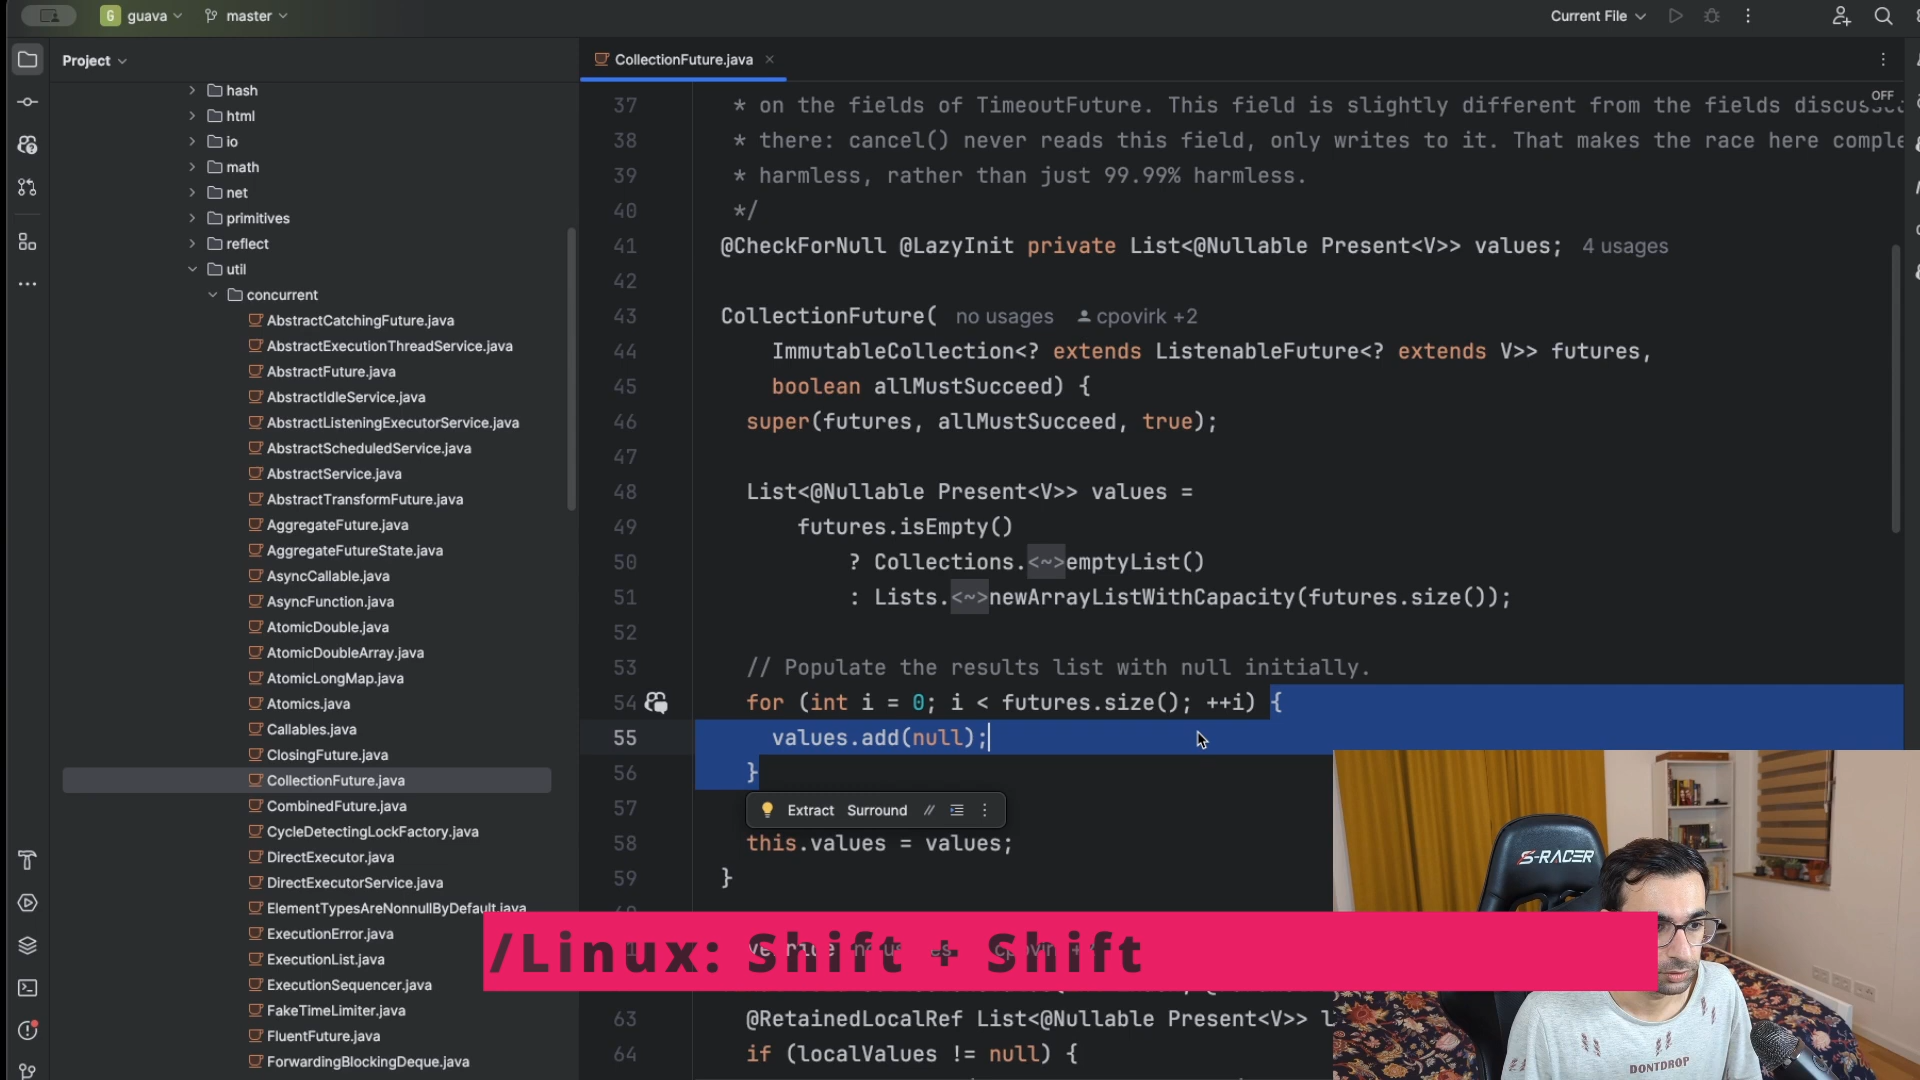 G guava
master
Current File
Project
CollectionFuture.java
hash
html
io
math
net
primitives
reflect
util
concurrent
AbstractCatchingFuture.java
AbstractExecutionThreadService.java
AbstractFuture.java
AbstractIdleService.java
AbstractListeningExecutorService.java
AbstractScheduledService.java
AbstractService.java
AbstractTransformFuture.java
AggregateFuture.java
AggregateFutureState.java
AsyncCallable.java
AsyncFunction.java
AtomicDouble.java
AtomicDoubleArray.java
AtomicLongMap.java
Atomics.java
Callables.java
ClosingFuture.java
CollectionFuture.java
CombinedFuture.java
CycleDetectingLockFactory.java
DirectExecutor.java
DirectExecutorService.java
ElementTypesAreNonnullByDefault.java
ExecutionError.java
ExecutionList.java
ExecutionSequencer.java
FakeTimeLimiter.java
FluentFuture.java
ForwardingBlockingDeque.java
OFF
37 * on the fields of TimeoutFuture. This field is slightly different from the fields
38 * there: cancel() never reads this field, only writes to it. That makes the race here
39 * harmless, rather than just 99.99% harmless.
40 */
41 @CheckForNull @LazyInit private List<@Nullable Present<V>> values; 4 usages
42
43 CollectionFuture( no usages cpovirk +2
44 ImmutableCollection<? extends ListenableFuture<? extends V>> futures,
45 boolean allMustSucceed) {
46 super(futures, allMustSucceed, true);
47
48 List<@Nullable Present<V>> values =
49 futures.isEmpty()
50 ? Collections.<~>emptyList()
51 : Lists.<~>newArrayListWithCapacity(futures.size());
52
53 // Populate the results list with null initially.
54 for (int i = 0; i < futures.size(); ++i) {
55 values.add(null);
56 }
57
Extract Surround //
58 this.values = values;
59 }
/Linux: Shift + Shift
63 @RetainedLocalRef List<@Nullable Present<V>>
64 if (localValues != null) {
S-RACER
DONTDROP